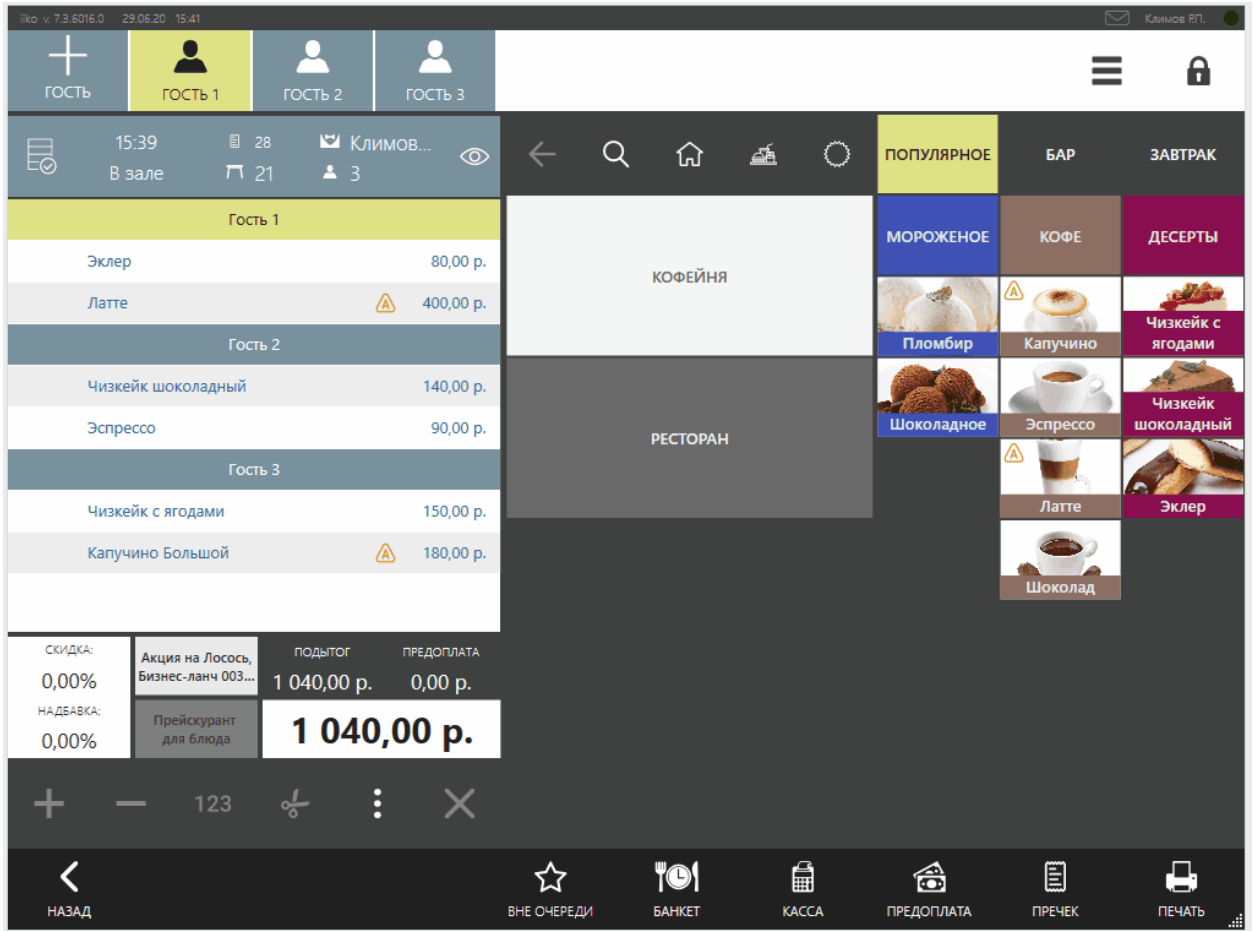 iiko v. 7.3.6016.0 29.06.20 15:41 Климов Р.П.
ГОСТЬ ГОСТЬ 1 ГОСТЬ 2 ГОСТЬ 3
15:39 28 Климов...
В зале 21 3
ПОПУЛЯРНОЕ БАР ЗАВТРАК
Гость 1
Эклер 80,00 р.
Латте 400,00 р.
Гость 2
Чизкейк шоколадный 140,00 р.
Эспрессо 90,00 р.
Гость 3
Чизкейк с ягодами 150,00 р.
Капучино Большой 180,00 р.
КОФЕЙНЯ
РЕСТОРАН
МОРОЖЕНОЕ КОФЕ ДЕСЕРТЫ
Пломбир Капучино Чизкейк с
ягодами
Шоколадное Эспрессо Чизкейк
шоколадный
Латте Эклер
Шоколад
СКИДКА:
0,00%
НАДБАВКА:
0,00%
Акция на Лосось,
Бизнес-ланч 003...
Прейскурант
для блюда
ПОДЫТОГ ПРЕДОПЛАТА
1 040,00 р. 0,00 р.
1 040,00 р.
123
НАЗАД ВНЕ ОЧЕРЕДИ БАНКЕТ КАССА ПРЕДОПЛАТА ПРЕЧЕК ПЕЧАТЬ